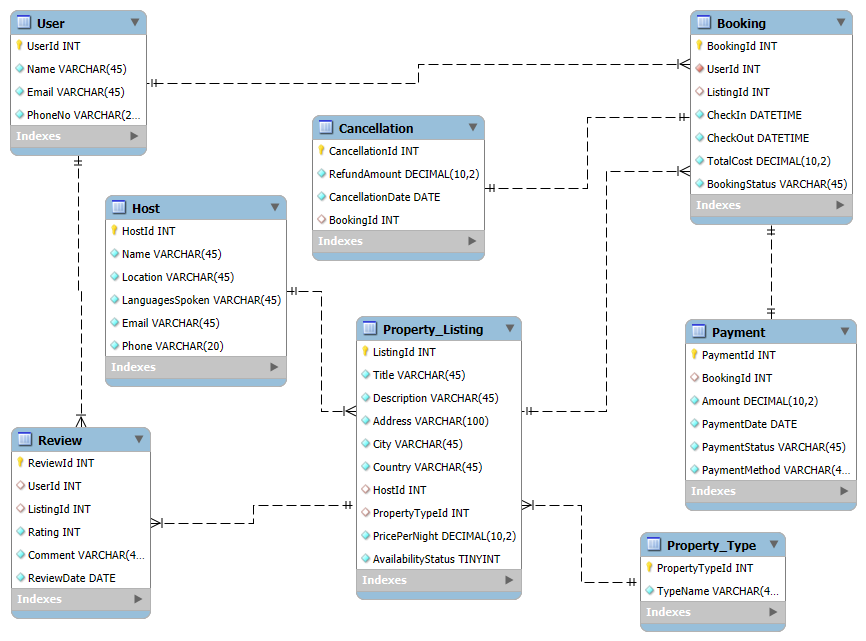 User
UserId INT
Name VARCHAR(45)
Email VARCHAR(45)
PhoneNo VARCHAR(2...
Indexes
Booking
BookingId INT
UserId INT
ListingId INT
CheckIn DATETIME
CheckOut DATETIME
TotalCost DECIMAL(10,2)
BookingStatus VARCHAR(45)
Indexes
Cancellation
CancellationId INT
RefundAmount DECIMAL(10,2)
CancellationDate DATE
BookingId INT
Indexes
Host
HostId INT
Name VARCHAR(45)
Location VARCHAR(45)
LanguagesSpoken VARCHAR(45)
Email VARCHAR(45)
Phone VARCHAR(20)
Indexes
Property_Listing
ListingId INT
Title VARCHAR(45)
Description VARCHAR(45)
Address VARCHAR(100)
City VARCHAR(45)
Country VARCHAR(45)
HostId INT
PropertyTypeId INT
PricePerNight DECIMAL(10,2)
AvailabilityStatus TINYINT
Indexes
Payment
PaymentId INT
BookingId INT
Amount DECIMAL(10,2)
PaymentDate DATE
PaymentStatus VARCHAR(45)
PaymentMethod VARCHAR(4...
Indexes
Review
ReviewId INT
UserId INT
ListingId INT
Rating INT
Comment VARCHAR(4...
ReviewDate DATE
Indexes
Property_Type
PropertyTypeId INT
TypeName VARCHAR(4...
Indexes